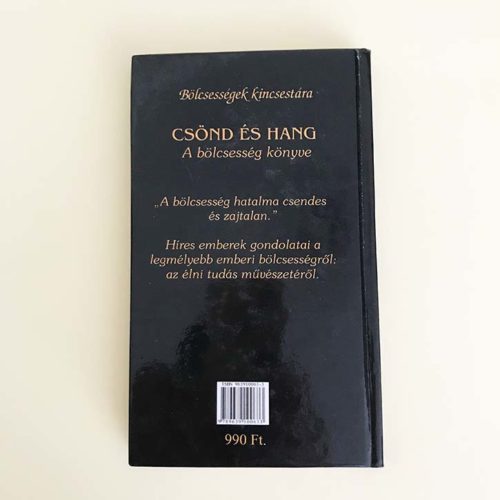 Bölcsességek kincsestára
CSÖND ÉS HANG
A bölcsesség könyve
„A bölcsesség hatalma csendes
és zajtalan.”
Híres emberek gondolatai a
legmélyebb emberi bölcsességről:
az élni tudás művészetéről.
ISBN
990 Ft.